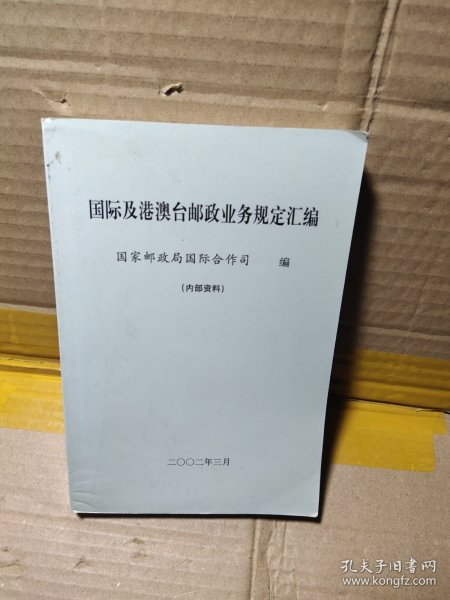 国际及港澳台邮政业务规定汇编
国家邮政局国际合作司 编
(内部资料)
二〇〇二年三月
孔夫子旧书网
www.kongfz.com